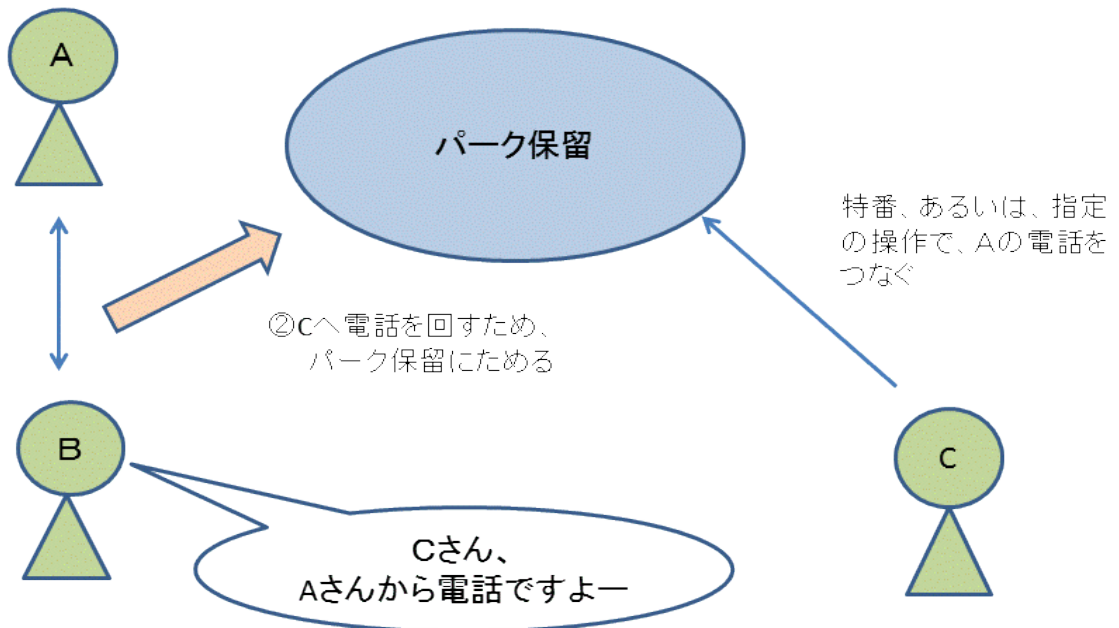 A
パーク保留
特番、あるいは、指定
の操作で、Aの電話を
つなぐ
②Cへ電話を回すため、
パーク保留にためる
B
C
Cさん、
Aさんから電話ですよー